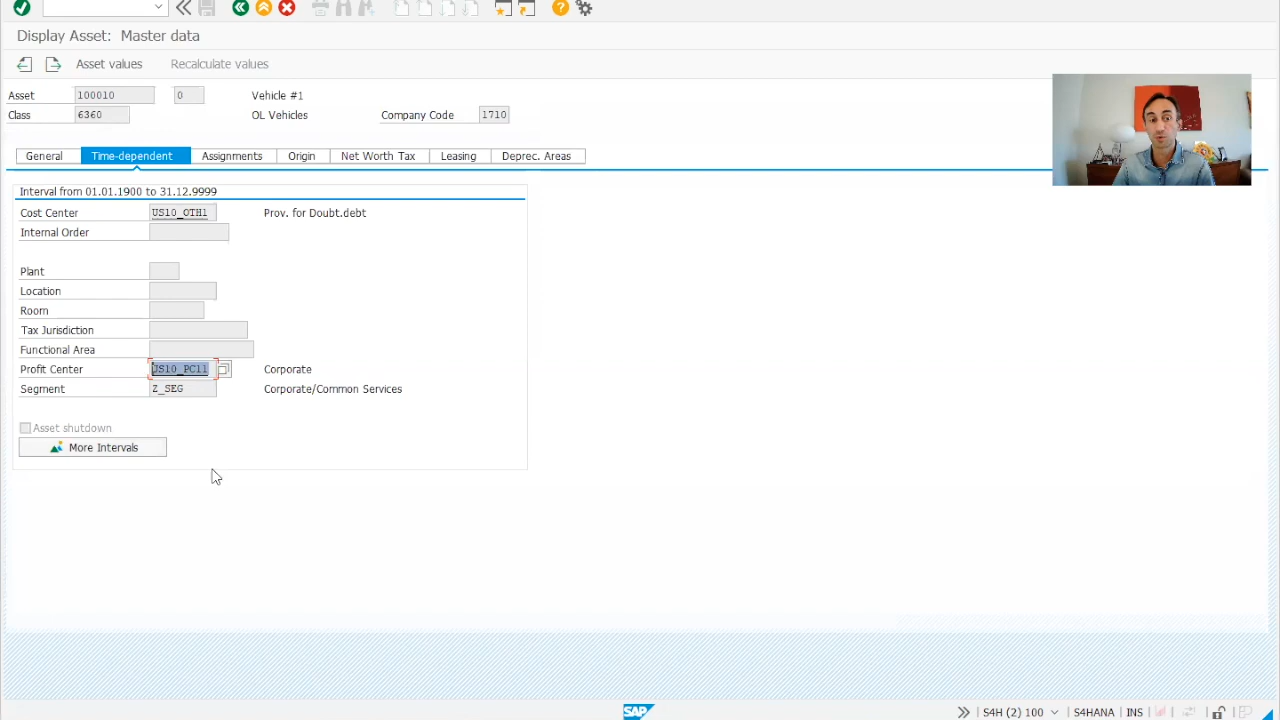 Display Asset: Master data
Asset values Recalculate values
Asset 100010 0 Vehicle #1
Class 6360 OL Vehicles Company Code 1710
General Time-dependent Assignments Origin Net Worth Tax Leasing Deprec. Areas
Interval from 01.01.1900 to 31.12.9999
Cost Center US10_OTH1 Prov. for Doubt.debt
Internal Order
Plant
Location
Room
Tax Jurisdiction
Functional Area
Profit Center US10_PC11 Corporate
Segment Z_SEG Corporate/Common Services
Asset shutdown
More Intervals
SAP S4H (2) 100 S4HANA INS